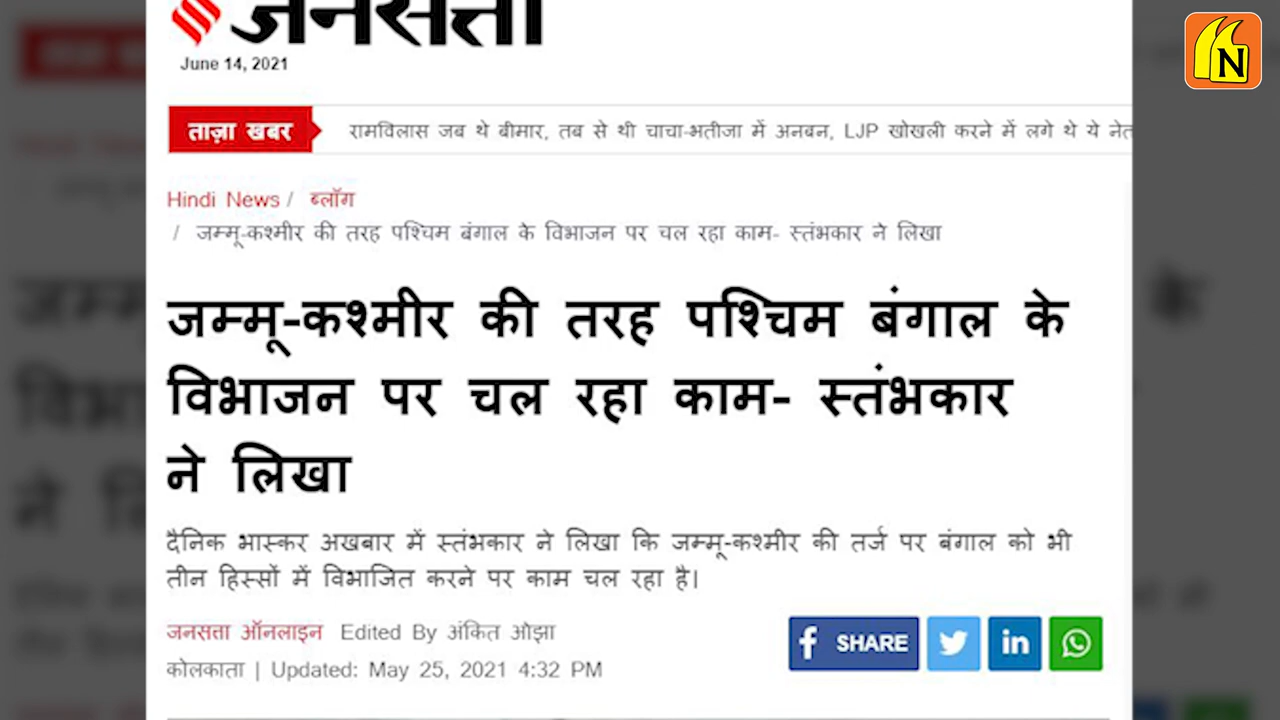 जनसत्ता
June 14, 2021
ताज़ा खबर
रामविलास जब थे बीमार, तब से थी चाचा-भतीजा में अनबन, LJP खोखली करने में लगे थे ये
Hindi News / ब्लॉग
/ जम्मू-कश्मीर की तरह पश्चिम बंगाल के विभाजन पर चल रहा काम- स्तंभकार ने लिखा
जम्मू-कश्मीर की तरह पश्चिम बंगाल के
विभाजन पर चल रहा काम- स्तंभकार
ने लिखा
दैनिक भास्कर अखबार में स्तंभकार ने लिखा कि जम्मू-कश्मीर की तर्ज पर बंगाल को भी
तीन हिस्सों में विभाजित करने पर काम चल रहा है।
जनसत्ता ऑनलाइन Edited By अंकित ओझा
कोलकाता | Updated: May 25, 2021 4:32 PM
SHARE
N